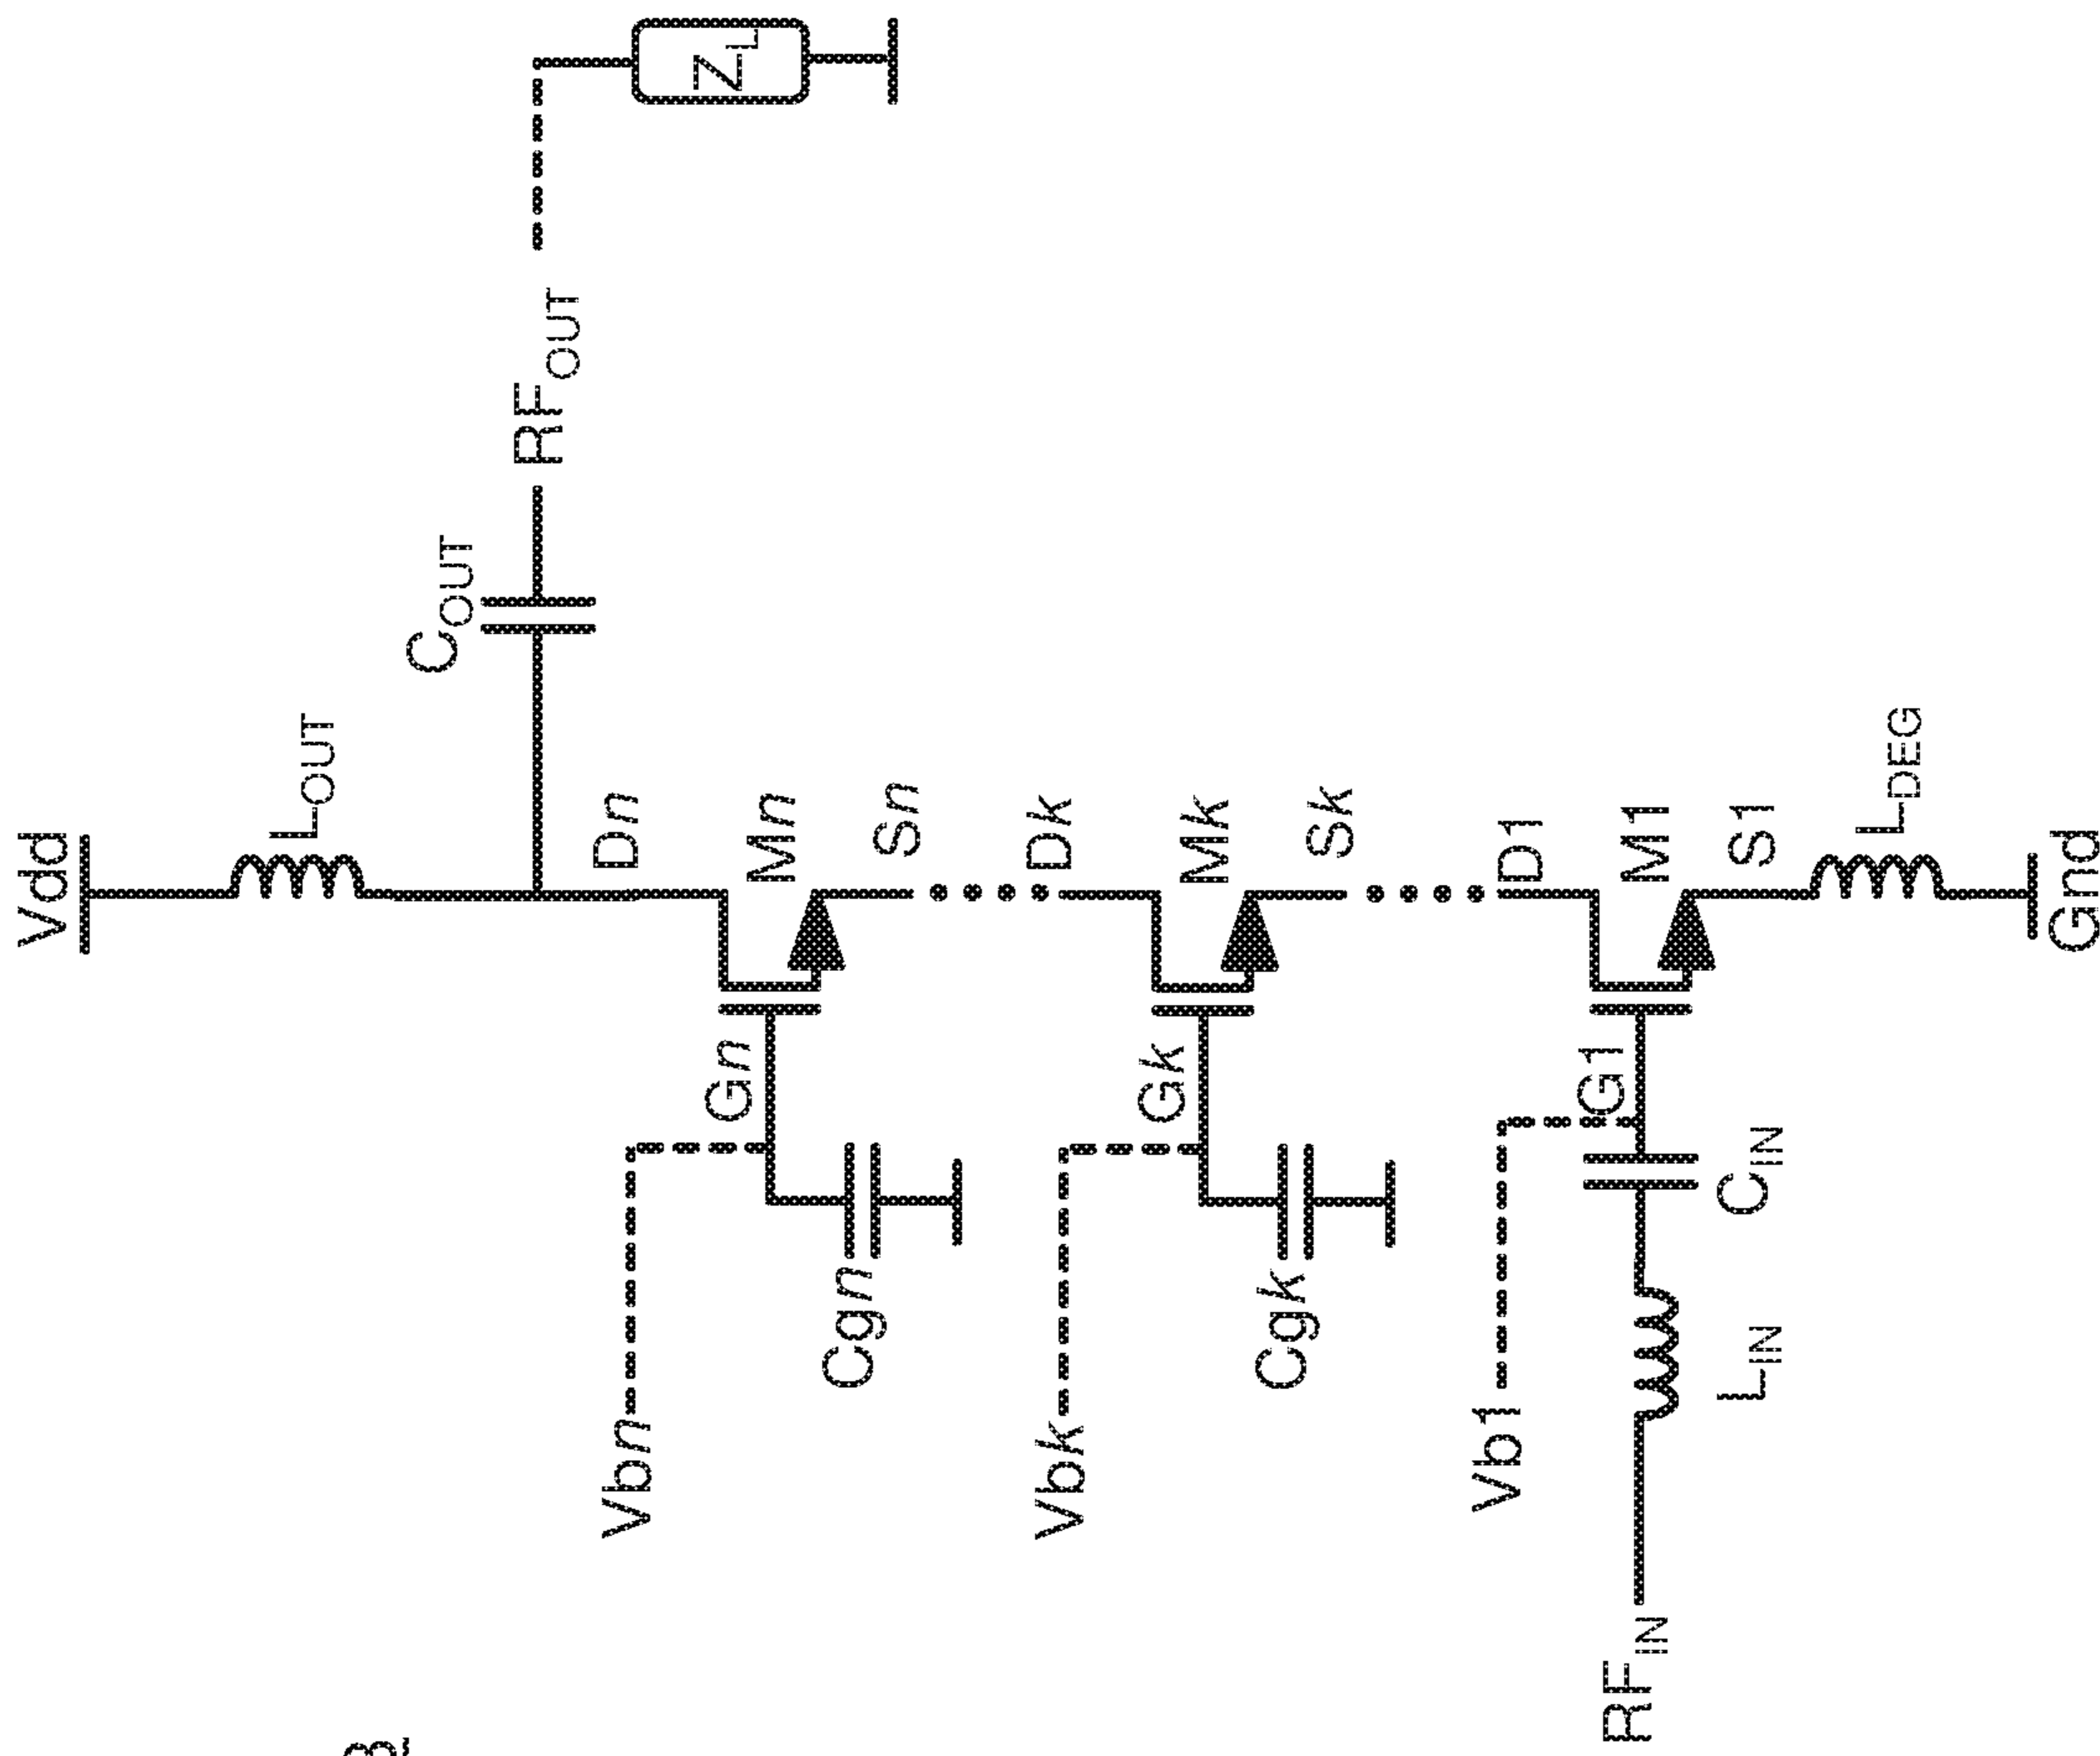 Vdd
L_OUT
C_OUT
RF_OUT
Z_L
Dn
Mn
Sn
Gn
Vbn
Cgn
Dk
Mk
Sk
Gk
Vbk
Cgk
D1
M1
S1
G1
Vb1
C_IN
L_IN
RF_IN
L_DEG
Gnd